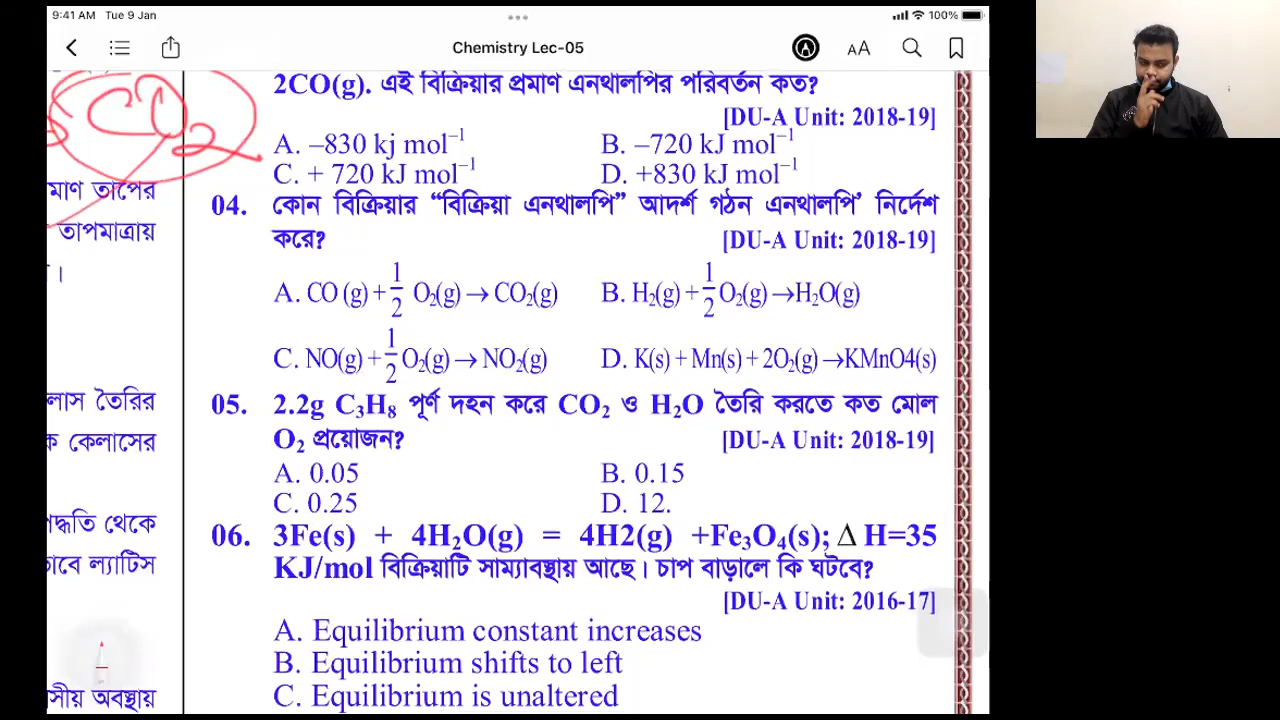 9:41 AM Tue 9 Jan
100%
Chemistry Lec-05
AA
CO2
মাণ তাপের
তাপমাত্রায়
।
লাস তৈরির
ক কেলাসের
পদ্ধতি থেকে
ভাবে ল্যাটিস
সীয় অবস্থায়
2CO(g). এই বিক্রিয়ার প্রমাণ এনথালপির পরিবর্তন কত?
[DU-A Unit: 2018-19]
A. –830 kj mol⁻¹ B. –720 kJ mol⁻¹
C. + 720 kJ mol⁻¹ D. +830 kJ mol⁻¹
04. কোন বিক্রিয়ার “বিক্রিয়া এনথালপি” আদর্শ গঠন এনথালপি’ নির্দেশ
করে? [DU-A Unit: 2018-19]
A. CO (g) + 1/2 O₂(g) → CO₂(g) B. H₂(g) + 1/2 O₂(g) →H₂O(g)
C. NO(g) + 1/2 O₂(g) → NO₂(g) D. K(s) + Mn(s) + 2O₂(g) →KMnO4(s)
05. 2.2g C₃H₈ পূর্ণ দহন করে CO₂ ও H₂O তৈরি করতে কত মোল
O₂ প্রয়োজন? [DU-A Unit: 2018-19]
A. 0.05 B. 0.15
C. 0.25 D. 12.
06. 3Fe(s) + 4H₂O(g) = 4H2(g) +Fe₃O₄(s); Δ H=35
KJ/mol বিক্রিয়াটি সাম্যাবস্থায় আছে। চাপ বাড়ালে কি ঘটবে?
[DU-A Unit: 2016-17]
A. Equilibrium constant increases
B. Equilibrium shifts to left
C. Equilibrium is unaltered